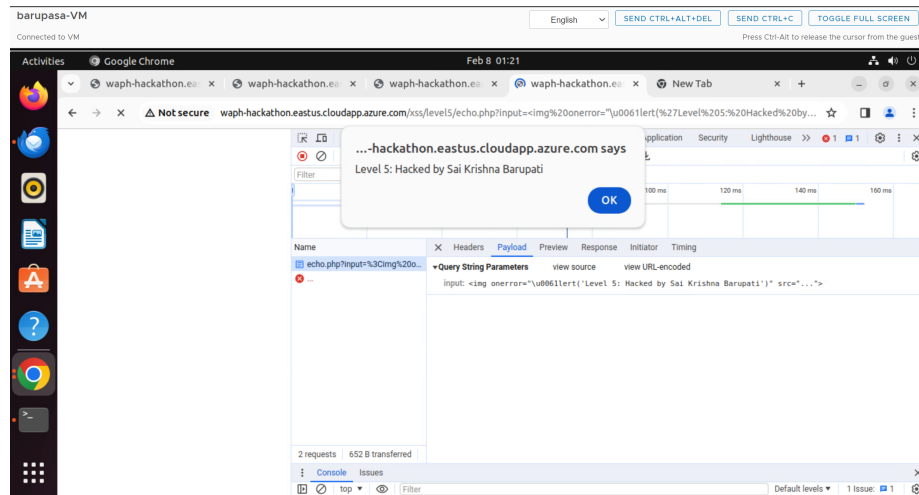 barupasa-VM
English
SEND CTRL+ALT+DEL
SEND CTRL+C
TOGGLE FULL SCREEN
Connected to VM
Press Ctrl-Alt to release the cursor from the guest
Activities
Google Chrome
Feb 8 01:21
waph-hackathon.ea
waph-hackathon.ea
waph-hackathon.ea
waph-hackathon.ea
New Tab
Not secure
waph-hackathon.eastus.cloudapp.azure.com/xss/level5/echo.php?input=<img%20onerror="\u0061lert(%27Level%205:%20Hacked%20by...
Application
Security
Lighthouse
1
1
...-hackathon.eastus.cloudapp.azure.com says
Level 5: Hacked by Sai Krishna Barupati
OK
Filter
100 ms
120 ms
140 ms
160 ms
Name
Headers
Payload
Preview
Response
Initiator
Timing
echo.php?input=%3Cimg%20o...
...
Query String Parameters
view source
view URL-encoded
input: <img onerror="\u0061lert('Level 5: Hacked by Sai Krishna Barupati')" src="...">
2 requests
652 B transferred
Console
Issues
top
Filter
Default levels
1 Issue:
1